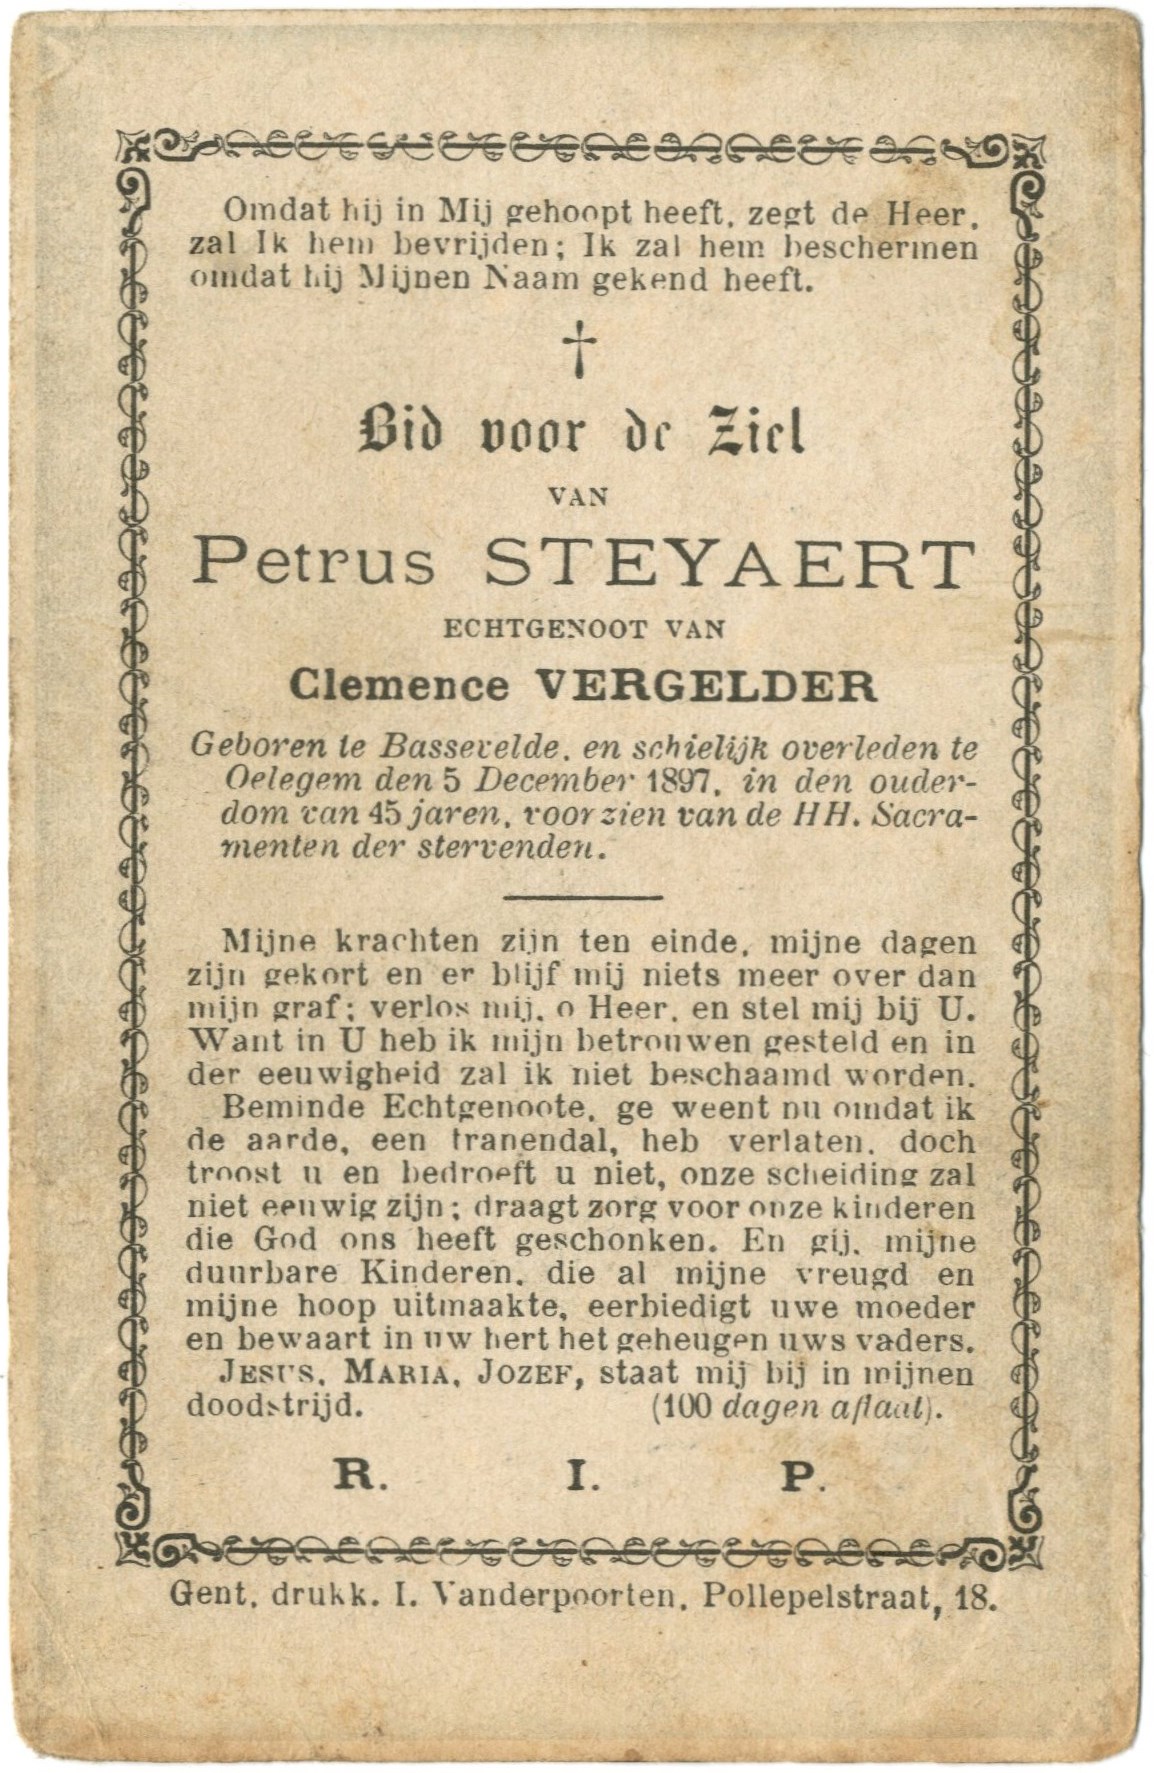 Omdat hij in Mij gehoopt heeft, zegt de Heer,
zal Ik hem bevrijden; Ik zal hem beschermen
omdat hij Mijnen Naam gekend heeft.
†
Bid voor de Ziel
VAN
Petrus STEYAERT
ECHTGENOOT VAN
Clemence VERGELDER
Geboren te Bassevelde, en schielijk overleden te
Oelegem den 5 December 1897, in den ouder-
dom van 45 jaren, voorzien van de HH. Sacra-
menten der stervenden.
Mijne krachten zijn ten einde, mijne dagen
zijn gekort en er blijf mij niets meer over dan
mijn graf; verlos mij, o Heer, en stel mij bij U.
Want in U heb ik mijn betrouwen gesteld en in
der eeuwigheid zal ik niet beschaamd worden.
Beminde Echtgenoote, ge weent nu omdat ik
de aarde, een tranendal, heb verlaten, doch
troost u en bedroeft u niet, onze scheiding zal
niet eeuwig zijn; draagt zorg voor onze kinderen
die God ons heeft geschonken. En gij, mijne
duurbare Kinderen, die al mijne vreugd en
mijne hoop uitmaakte, eerbiedigt uwe moeder
en bewaart in uw hert het geheugen uws vaders.
JESUS, MARIA, JOZEF, staat mij bij in mijnen
doodstrijd. (100 dagen aflaat).
R. I. P.
Gent, drukk. I. Vanderpoorten, Pollepelstraat, 18.